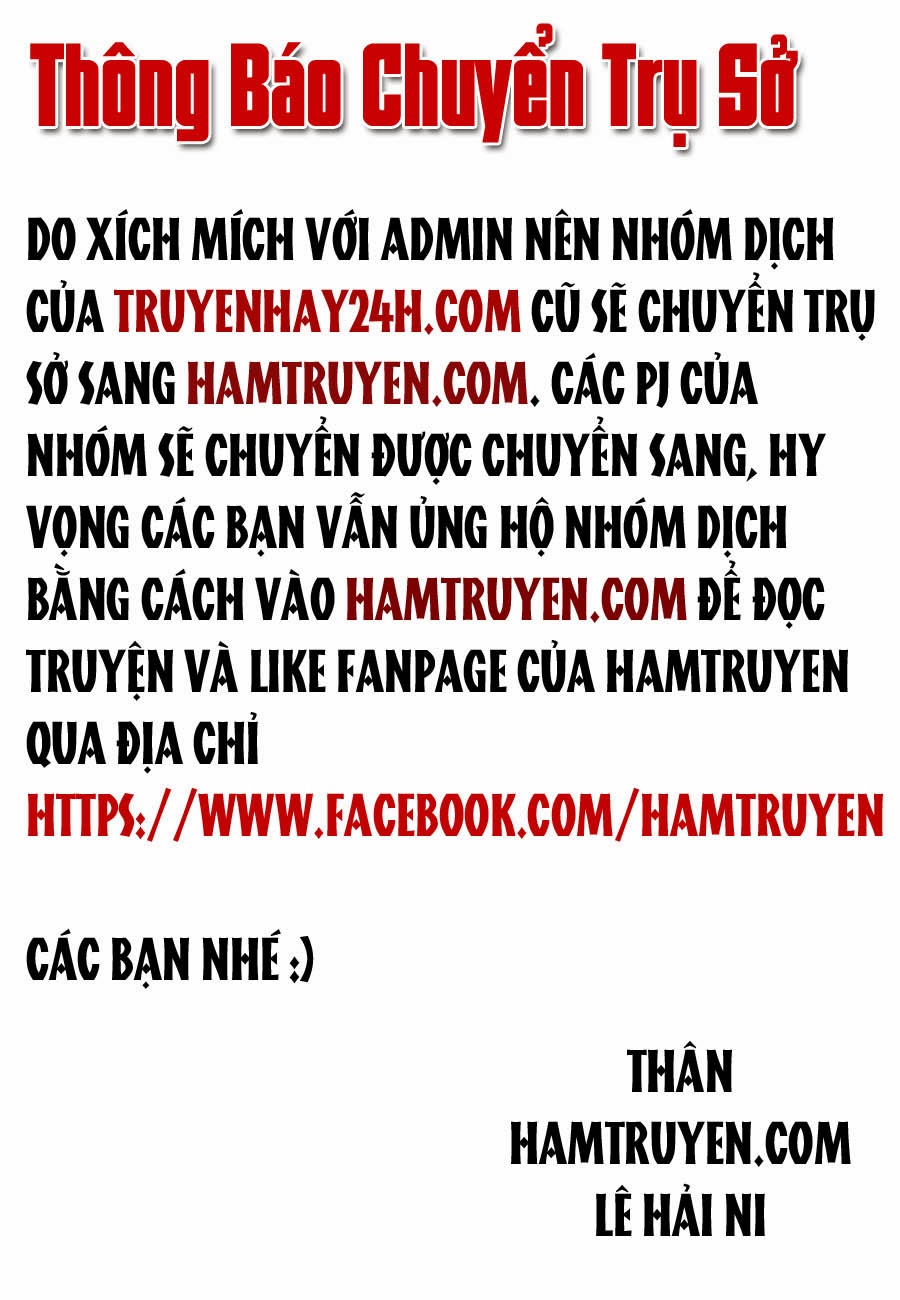 Thông Báo Chuyển Trụ Sở
DO XÍCH MÍCH VỚI ADMIN NÊN NHÓM DỊCH
CỦA TRUYENHAY24H.COM CŨ SẼ CHUYỂN TRỤ
SỞ SANG HAMTRUYEN.COM. CÁC PJ CỦA
NHÓM SẼ CHUYỂN ĐƯỢC CHUYỂN SANG, HY
VỌNG CÁC BẠN VẪN ỦNG HỘ NHÓM DỊCH
BẰNG CÁCH VÀO HAMTRUYEN.COM ĐỂ ĐỌC
TRUYỆN VÀ LIKE FANPAGE CỦA HAMTRUYEN
QUA ĐỊA CHỈ
HTTPS://WWW.FACEBOOK.COM/HAMTRUYEN
CÁC BẠN NHÉ :)
THÂN
HAMTRUYEN.COM
LÊ HẢI NI